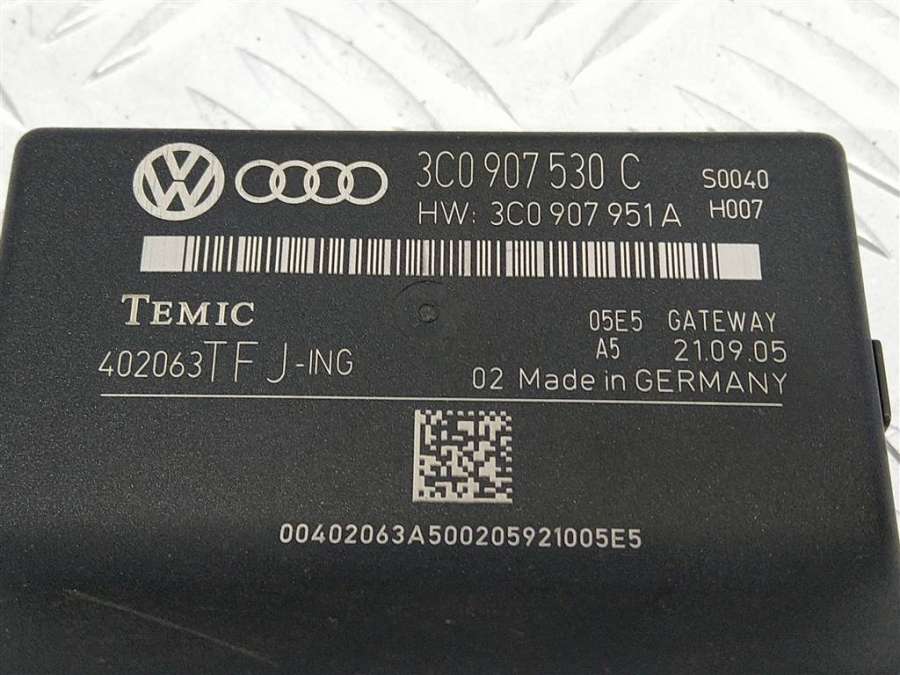 3C0 907 530 C S0040
HW: 3C0 907 951 A H007
TEMIC 05E5 GATEWAY
402063TF J-ING A5 21.09.05
02 Made in GERMANY
00402063A500205921005E5